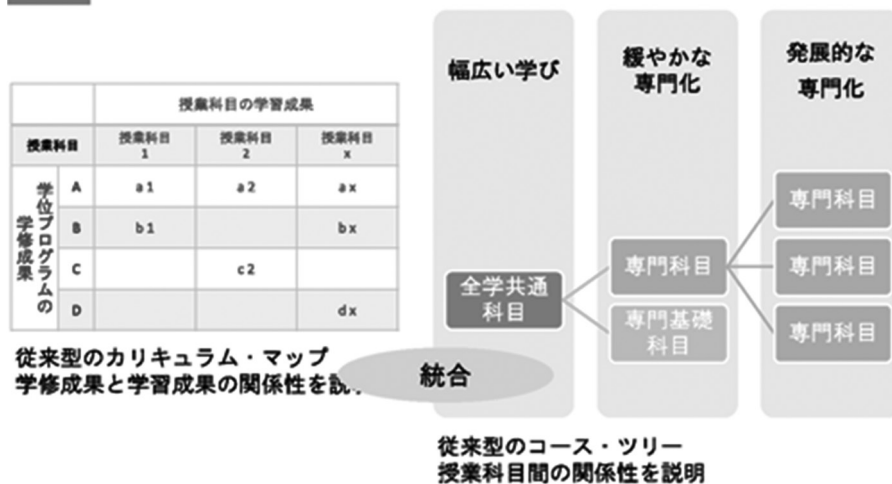 授業科目の学習成果
授業科目 授業科目 1 授業科目 2 授業科目 x
学位プログラムの学修成果
A a1 a2 ax
B b1 bx
C c2
D dx
従来型のカリキュラム・マップ
学修成果と学習成果の関係性を説
統合
幅広い学び
緩やかな
専門化
発展的な
専門化
全学共通
科目
専門科目
専門基礎
科目
専門科目
専門科目
専門科目
従来型のコース・ツリー
授業科目間の関係性を説明